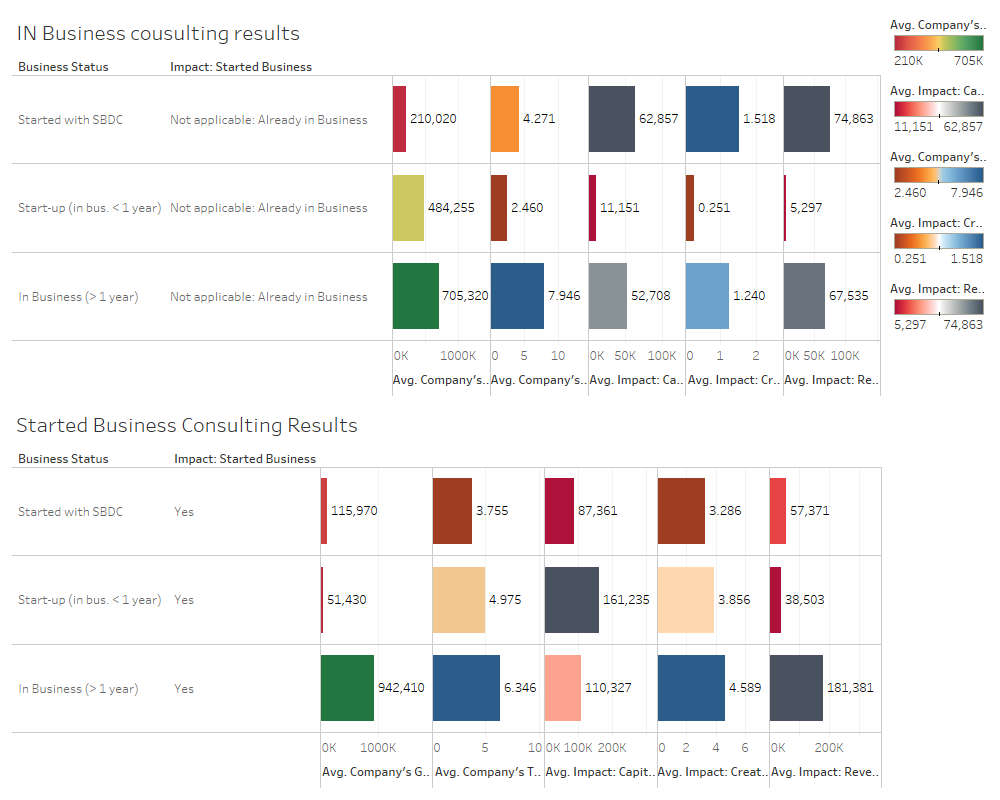 IN Business cousulting results
Business Status Impact: Started Business
Started with SBDC Not applicable: Already in Business 210,020 4.271 62,857 1.518 74,863
Start-up (in bus. < 1 year) Not applicable: Already in Business 484,255 2.460 11,151 0.251 5,297
In Business (> 1 year) Not applicable: Already in Business 705,320 7.946 52,708 1.240 67,535
0K 1000K 0 5 10 0K 50K 100K 0 1 2 0K 50K 100K
Avg. Company's.. Avg. Company's.. Avg. Impact: Ca.. Avg. Impact: Cr.. Avg. Impact: Re..
Avg. Company's..
210K 705K
Avg. Impact: Ca..
11,151 62,857
Avg. Company's..
2.460 7.946
Avg. Impact: Cr..
0.251 1.518
Avg. Impact: Re..
5,297 74,863
Started Business Consulting Results
Business Status Impact: Started Business
Started with SBDC Yes 115,970 3.755 87,361 3.286 57,371
Start-up (in bus. < 1 year) Yes 51,430 4.975 161,235 3.856 38,503
In Business (> 1 year) Yes 942,410 6.346 110,327 4.589 181,381
0K 1000K 0 5 10 0K 100K 200K 0 2 4 6 0K 200K
Avg. Company's G.. Avg. Company's T.. Avg. Impact: Capit.. Avg. Impact: Creat.. Avg. Impact: Reve..